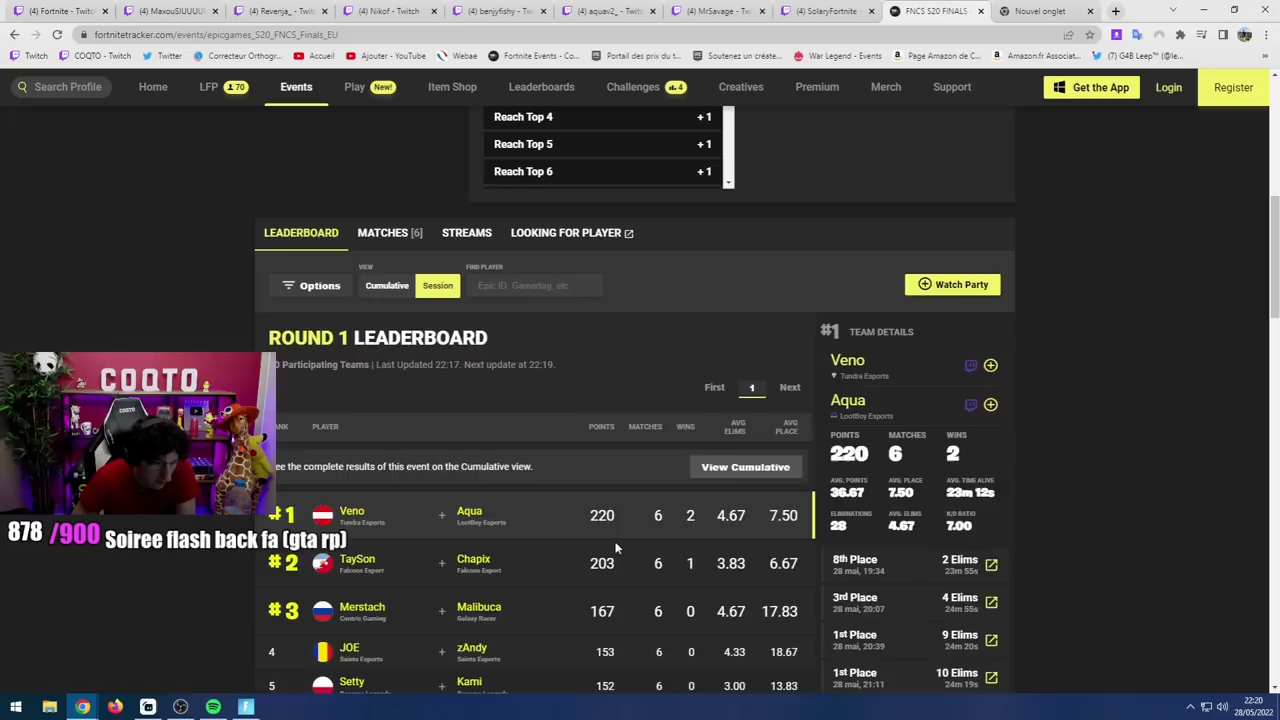 (4) Fortnite - Twitch
(4) MaxouSIUUUU
(4) Revenja_ - Twitch
(4) Nikof - Twitch
(4) benjyfishy - Twitch
(4) aquav2_ - Twitch
(4) MrSavage - Twitch
(4) SolaryFortnite
FNCS S20 FINALS
Nouvel onglet
fortnitetracker.com/events/epicgames_S20_FNCS_Finals_EU
Twitch
COQTO - Twitch
Twitter
Correcteur Orthogr...
Accueil
Ajouter - YouTube
Webae
Fortnite Events -...
Portail des prix du t...
Soutenez un créate...
War Legend - Events
Page Amazon de C...
Amazon.fr Associat...
(7) G4B Leep™ (@le...
Search Profile
Home
LFP 70
Events
Play New!
Item Shop
Leaderboards
Challenges 4
Creatives
Premium
Merch
Support
Get the App
Login
Register
Reach Top 4 + 1
Reach Top 5 + 1
Reach Top 6 + 1
LEADERBOARD MATCHES [6] STREAMS LOOKING FOR PLAYER
VIEW FIND PLAYER
Options Cumulative Session Epic ID, Gamertag, etc. Watch Party
ROUND 1 LEADERBOARD
Participating Teams | Last Updated 22:17. Next update at 22:19.
First 1 Next
PLAYER POINTS MATCHES WINS AVG ELIMS AVG PLACE
ee the complete results of this event on the Cumulative view. View Cumulative
#1 Veno + Aqua 220 6 2 4.67 7.50
Tundra Esports LootBoy Esports
#2 TaySon + Chapix 203 6 1 3.83 6.67
Falcons Esport Falcons Esport
#3 Merstach + Malibuca 167 6 0 4.67 17.83
Centric Gaming Galaxy Racer
4 JOE + zAndy 153 6 0 4.33 18.67
Saints Esports Saints Esports
5 Setty + Kami 152 6 0 3.00 13.83
#1 TEAM DETAILS
Veno
Tundra Esports
Aqua
LootBoy Esports
POINTS MATCHES WINS
220 6 2
AVG. POINTS AVG. PLACE AVG. TIME ALIVE
36.67 7.50 23m 12s
ELIMINATIONS AVG. ELIMS K/D RATIO
28 4.67 7.00
8th Place 2 Elims
28 mai, 19:34 23m 55s
3rd Place 4 Elims
28 mai, 20:07 24m 55s
1st Place 9 Elims
28 mai, 20:39 24m 20s
1st Place 10 Elims
28 mai, 21:11 24m 19s
COQTO
COQTO
878 /900 Soiree flash back fa (gta rp)
22:20
28/05/2022